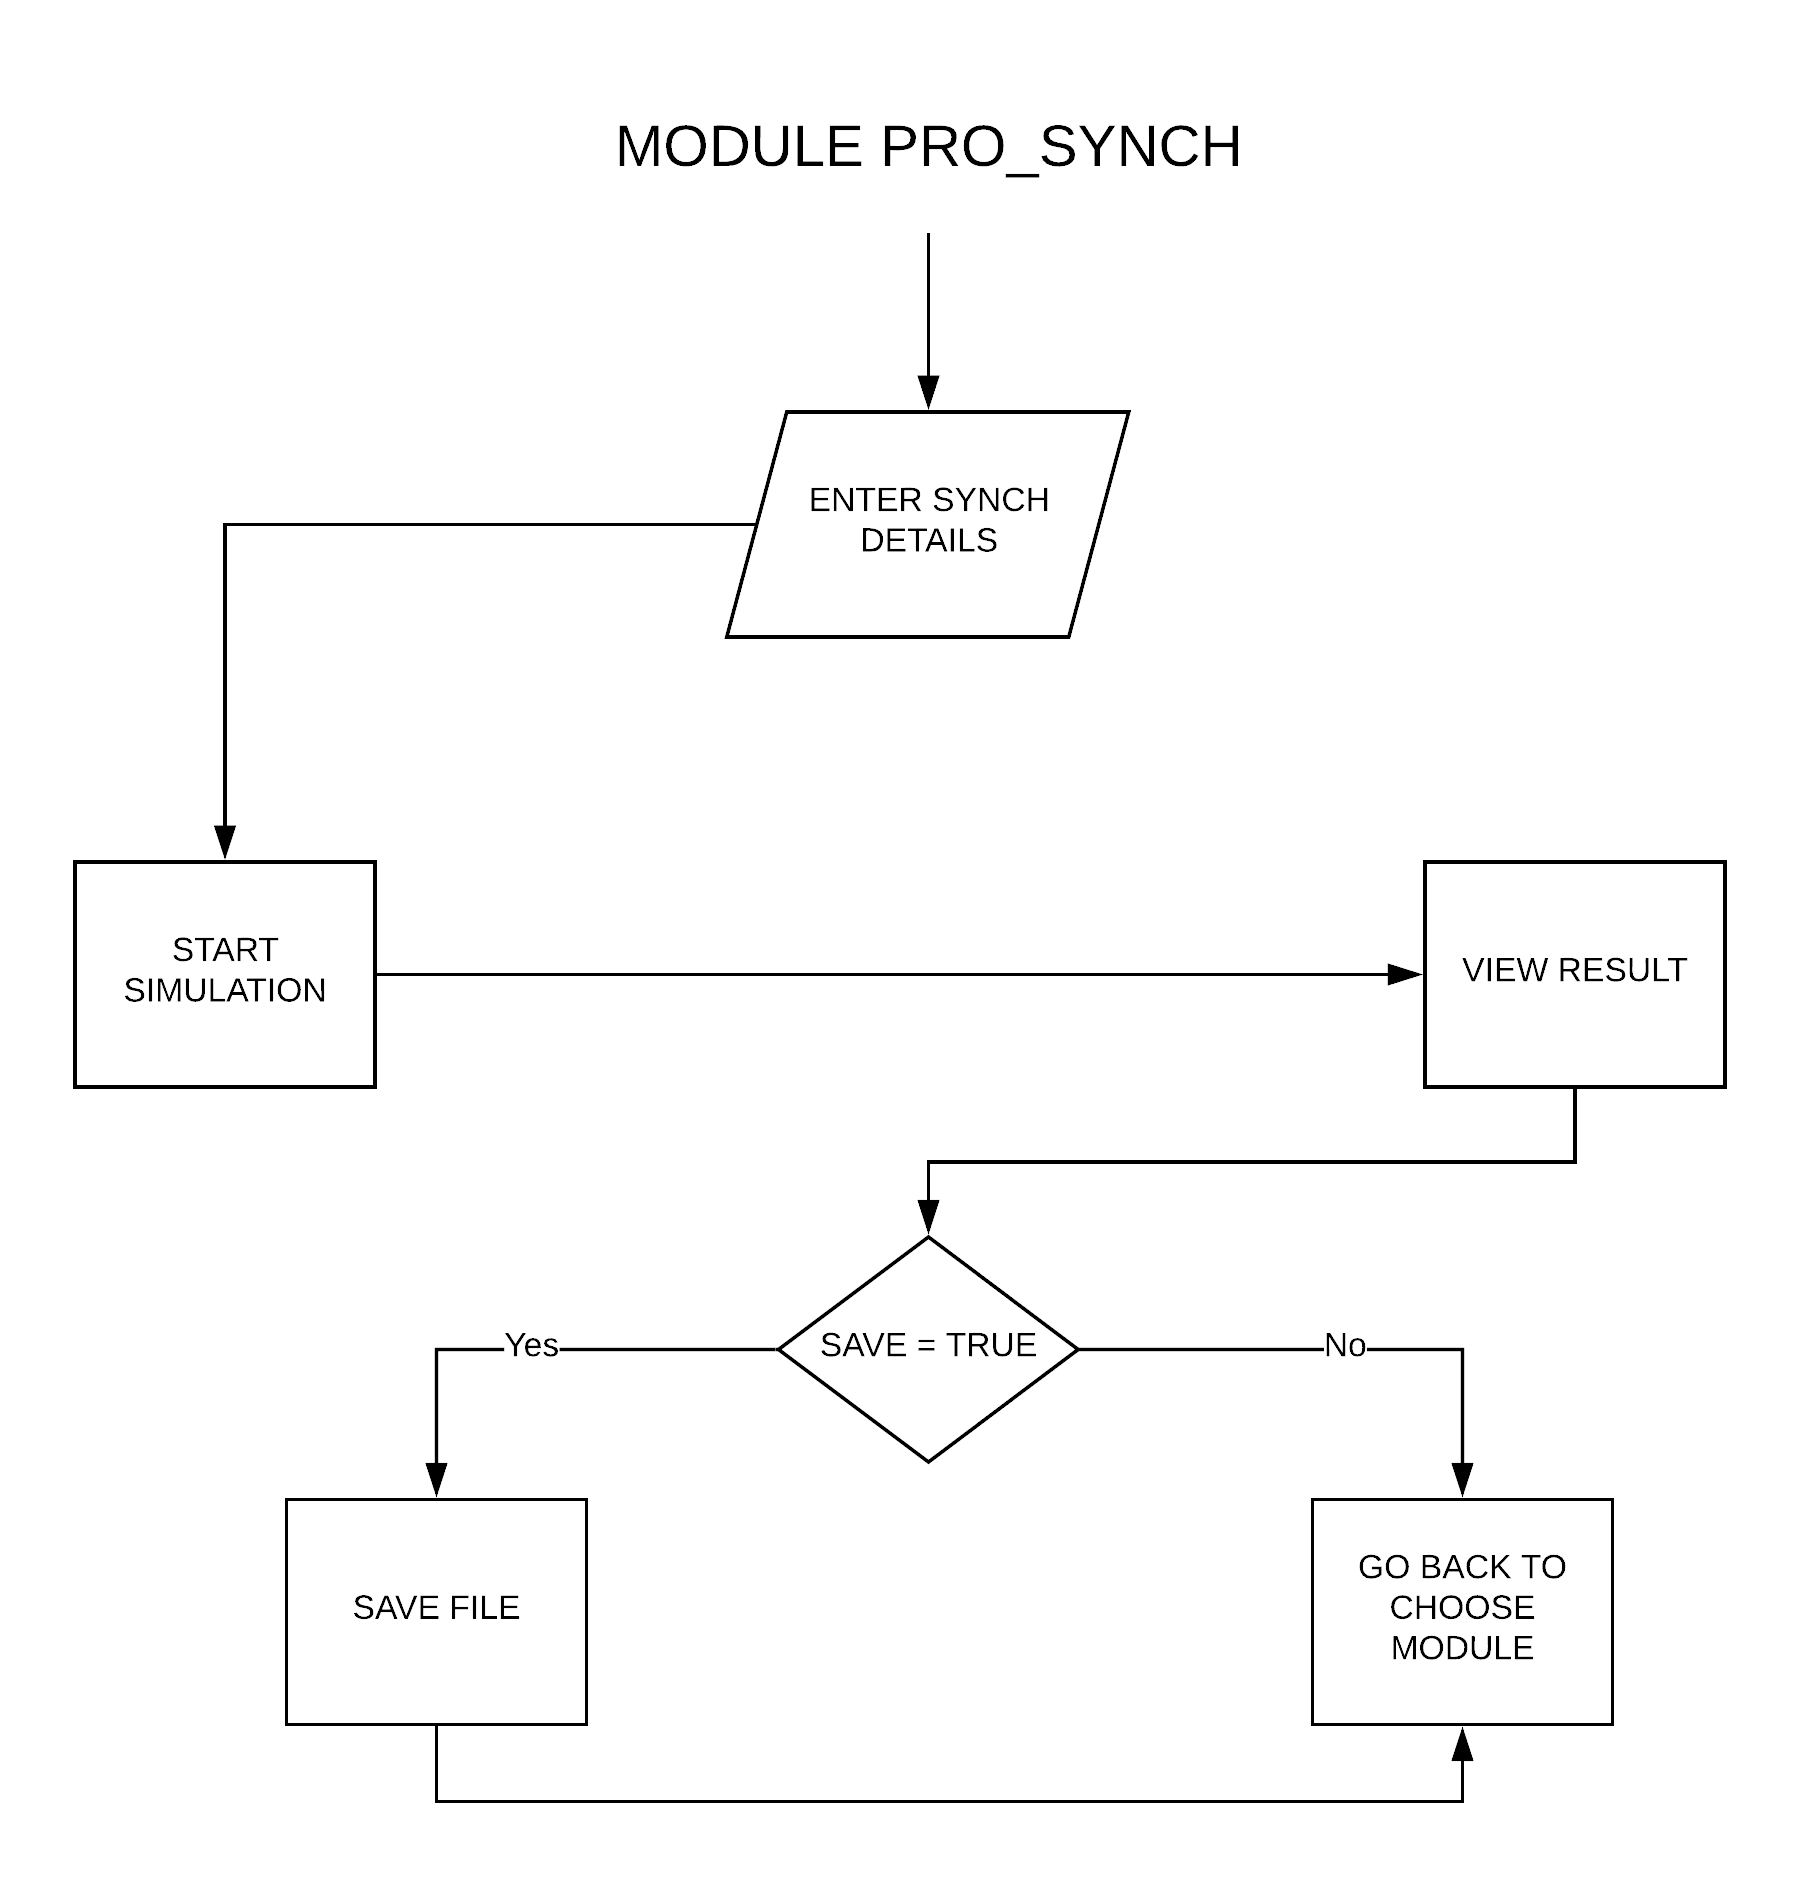 MODULE PRO_SYNCH
ENTER SYNCH
DETAILS
START
SIMULATION
VIEW RESULT
SAVE = TRUE
Yes
No
SAVE FILE
GO BACK TO
CHOOSE
MODULE